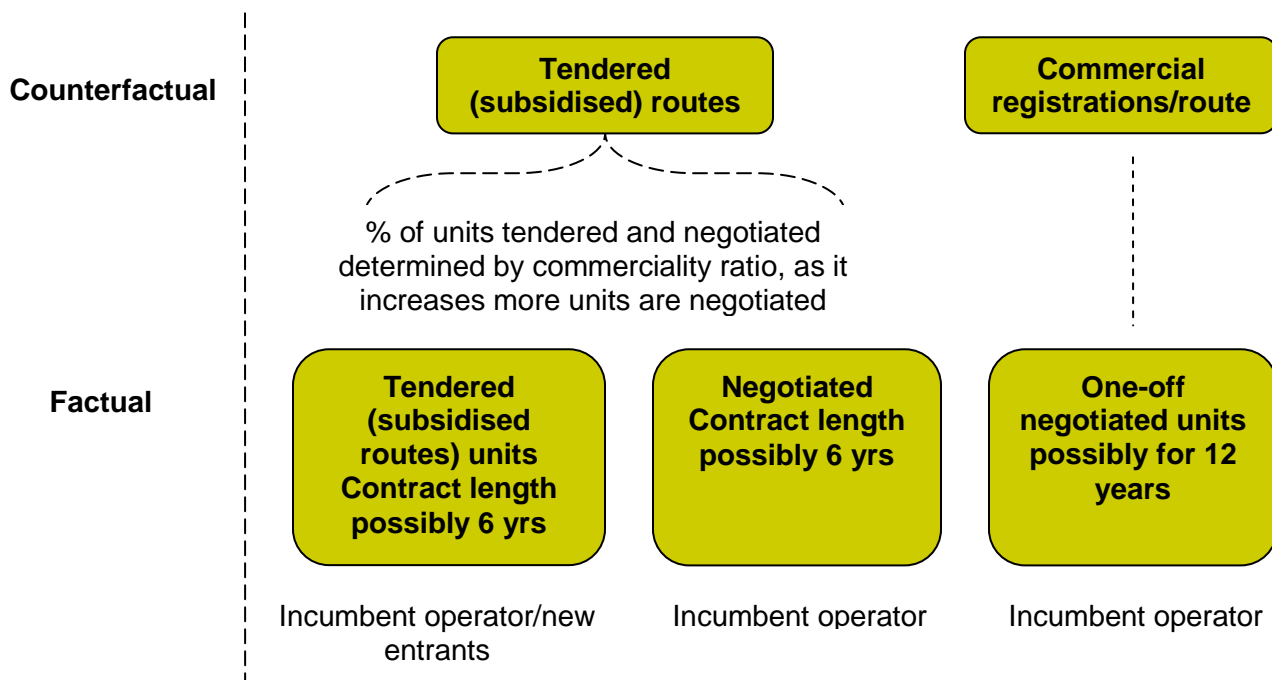 Counterfactual
Tendered
(subsidised) routes
Commercial
registrations/route
% of units tendered and negotiated
determined by commerciality ratio, as it
increases more units are negotiated
Factual
Tendered
(subsidised
routes) units
Contract length
possibly 6 yrs
Negotiated
Contract length
possibly 6 yrs
One-off
negotiated units
possibly for 12
years
Incumbent operator/new
entrants
Incumbent operator
Incumbent operator